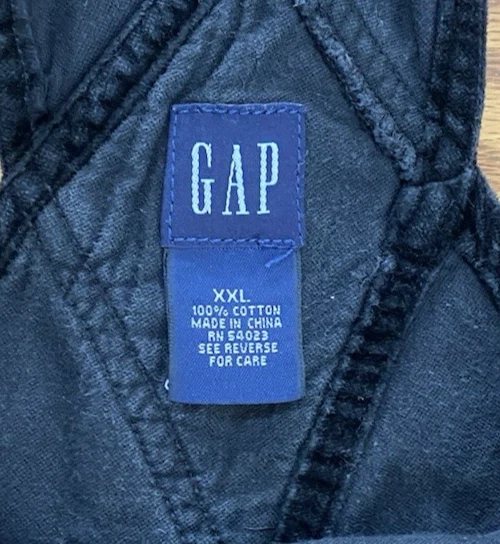 GAP
XXL
100% COTTON
MADE IN CHINA
RN 54023
SEE REVERSE
FOR CARE